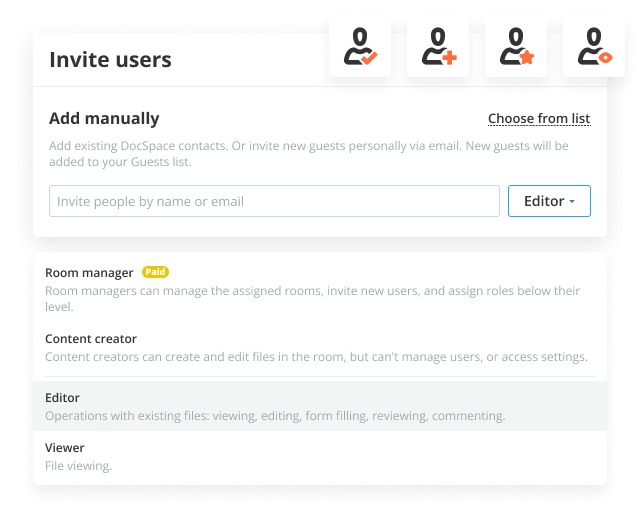 Invite users
Add manually
Choose from list
Add existing DocSpace contacts. Or invite new guests personally via email. New guests will be
added to your Guests list.
Invite people by name or email
Editor
Room manager Paid
Room managers can manage the assigned rooms, invite new users, and assign roles below their
level.
Content creator
Content creators can create and edit files in the room, but can't manage users, or access settings.
Editor
Operations with existing files: viewing, editing, form filling, reviewing, commenting.
Viewer
File viewing.